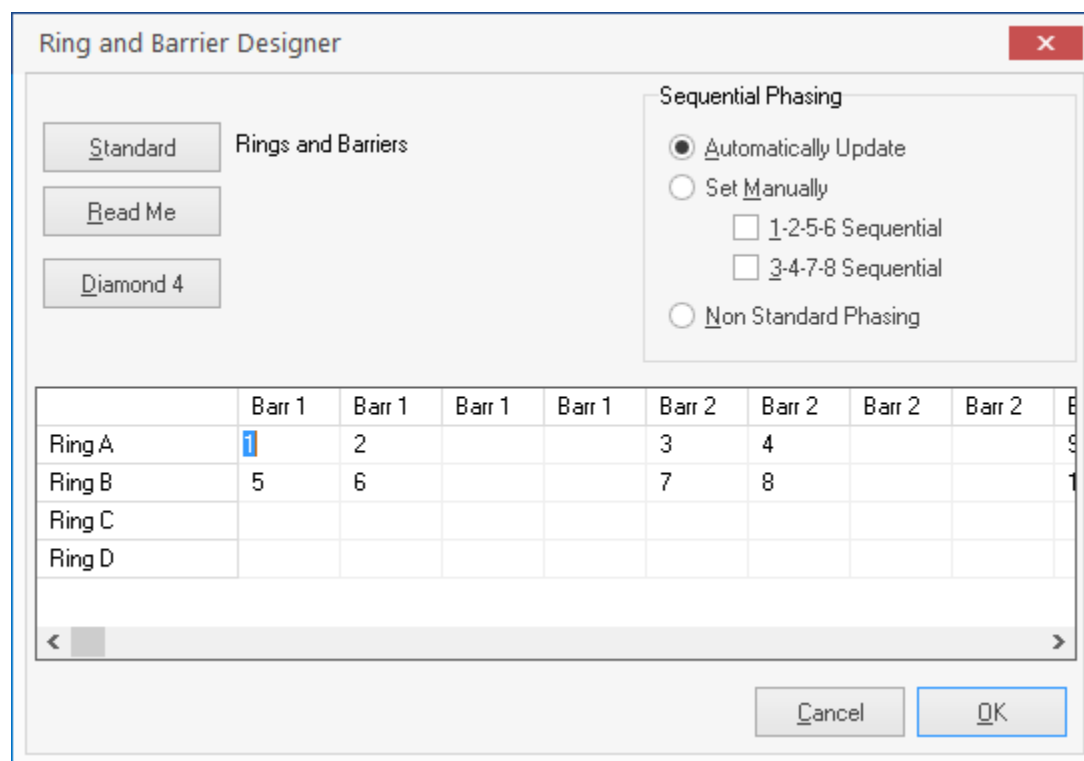 Ring and Barrier Designer
Sequential Phasing
Standard Rings and Barriers
Automatically Update
Read Me
Set Manually
1-2-5-6 Sequential
3-4-7-8 Sequential
Diamond 4
Non Standard Phasing
Barr 1 Barr 1 Barr 1 Barr 1 Barr 2 Barr 2 Barr 2 Barr 2
Ring A 1 2 3 4
Ring B 5 6 7 8
Ring C
Ring D
Cancel OK